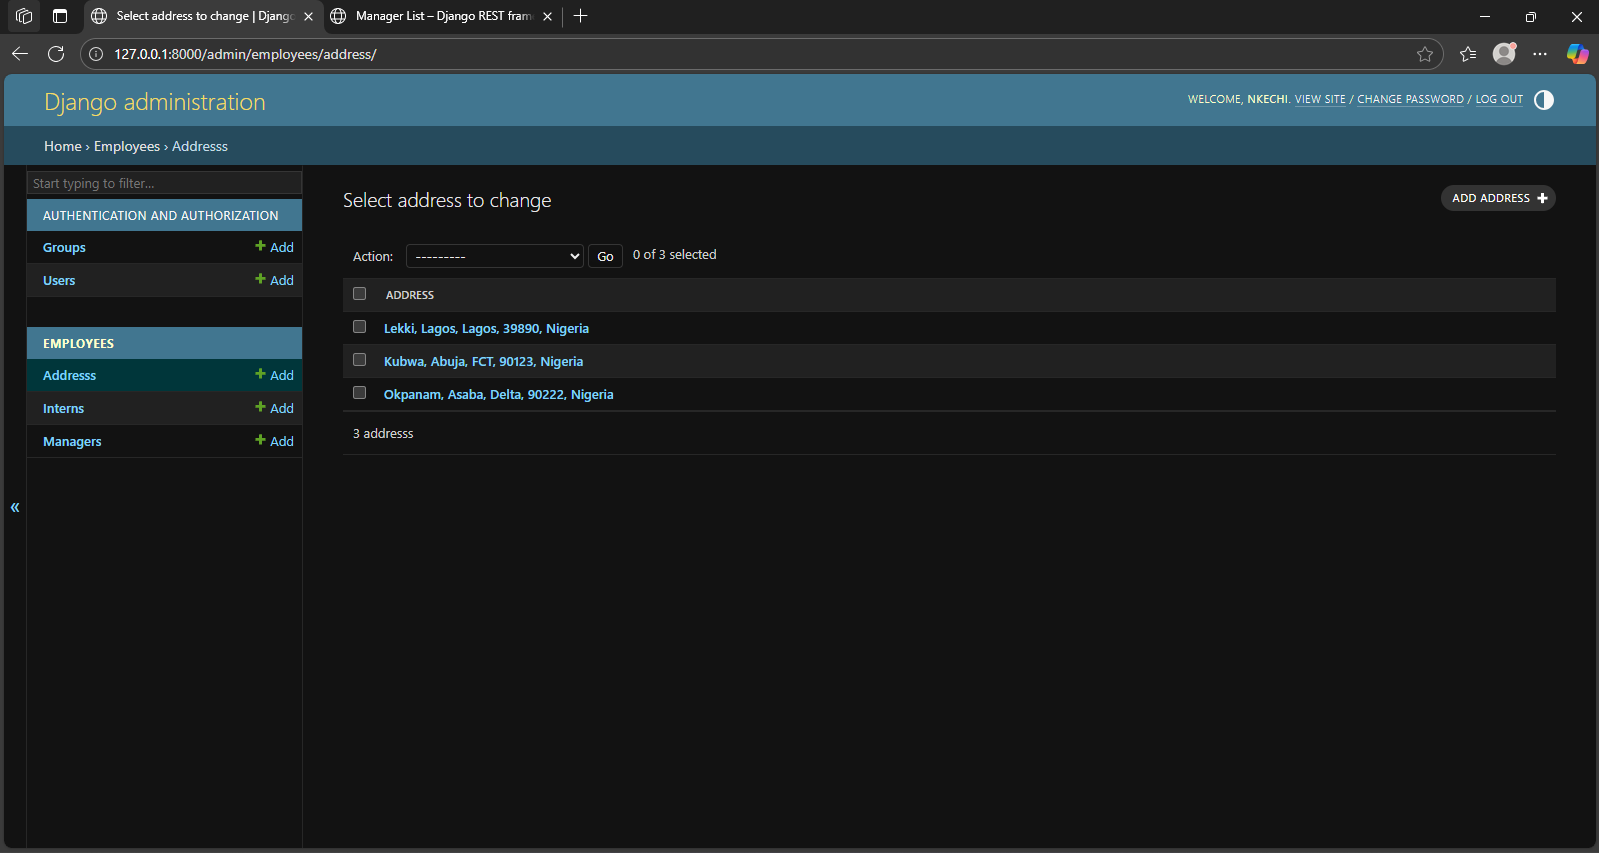 Select address to change | Django
Manager List – Django REST fram
127.0.0.1:8000/admin/employees/address/
Django administration
WELCOME, NKECHI. VIEW SITE / CHANGE PASSWORD / LOG OUT
Home › Employees › Addresss
Start typing to filter...
AUTHENTICATION AND AUTHORIZATION
Groups + Add
Users + Add
EMPLOYEES
Addresss + Add
Interns + Add
Managers + Add
«
Select address to change
ADD ADDRESS +
Action: --------- Go 0 of 3 selected
ADDRESS
Lekki, Lagos, Lagos, 39890, Nigeria
Kubwa, Abuja, FCT, 90123, Nigeria
Okpanam, Asaba, Delta, 90222, Nigeria
3 addresss